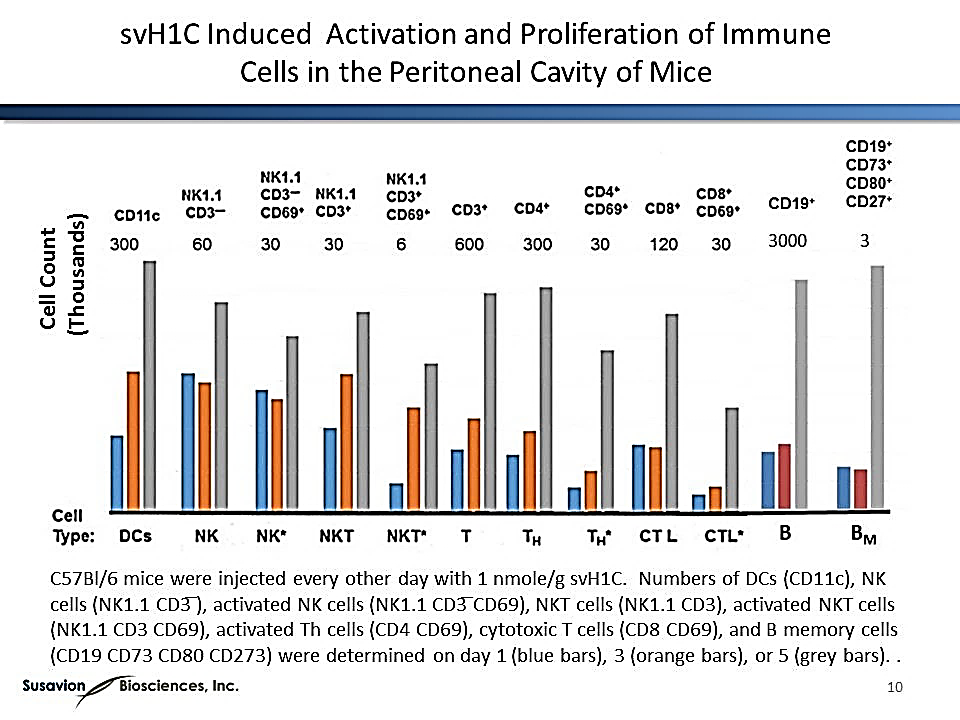 svH1C Induced  Activation and Proliferation of Immune
Cells in the Peritoneal Cavity of Mice
Cell Count
(Thousands)
CD11c
300
NK1.1
CD3–
60
NK1.1
CD3–
CD69+
30
NK1.1
CD3+
30
NK1.1
CD3+
CD69+
6
CD3+
600
CD4+
300
CD4+
CD69+
30
CD8+
120
CD8+
CD69+
30
CD19+
3000
CD19+
CD73+
CD80+
CD27+
3
Cell
Type: DCs NK NK* NKT NKT* T TH TH* CT L CTL* B BM
C57Bl/6 mice were injected every other day with 1 nmole/g svH1C.  Numbers of DCs (CD11c), NK
cells (NK1.1 CD3¯), activated NK cells (NK1.1 CD3¯CD69), NKT cells (NK1.1 CD3), activated NKT cells
(NK1.1 CD3 CD69), activated Th cells (CD4 CD69), cytotoxic T cells (CD8 CD69), and B memory cells
(CD19 CD73 CD80 CD273) were determined on day 1 (blue bars), 3 (orange bars), or 5 (grey bars). .
Susavion Biosciences, Inc.
10